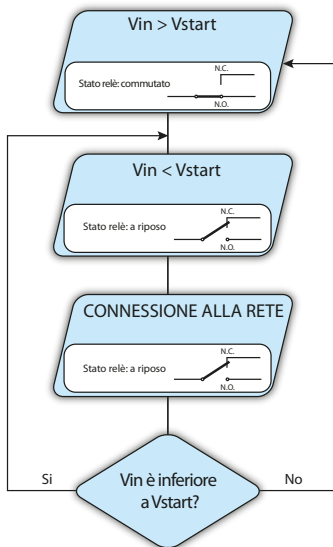 Vin > Vstart
N.C.
Stato relè: commutato
N.O.
Vin < Vstart
N.C.
Stato relè: a riposo
N.O.
CONNESSIONE ALLA RETE
N.C.
Stato relè: a riposo
N.O.
Si
Vin è inferiore
a Vstart?
No